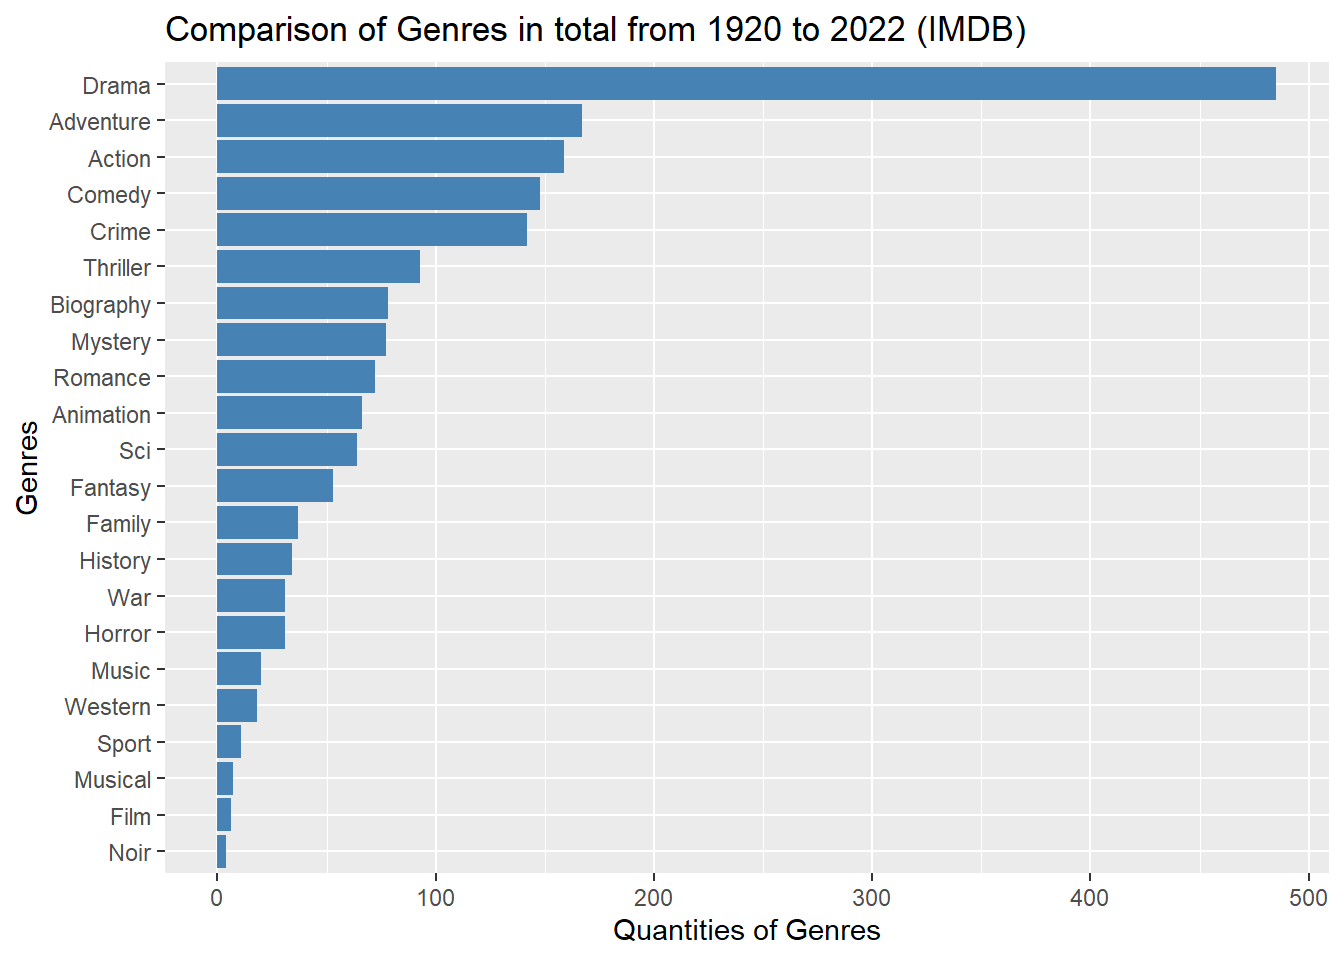 Comparison of Genres in total from 1920 to 2022 (IMDB)
Genres
Drama
Adventure
Action
Comedy
Crime
Thriller
Biography
Mystery
Romance
Animation
Sci
Fantasy
Family
History
War
Horror
Music
Western
Sport
Musical
Film
Noir
0 100 200 300 400 500
Quantities of Genres